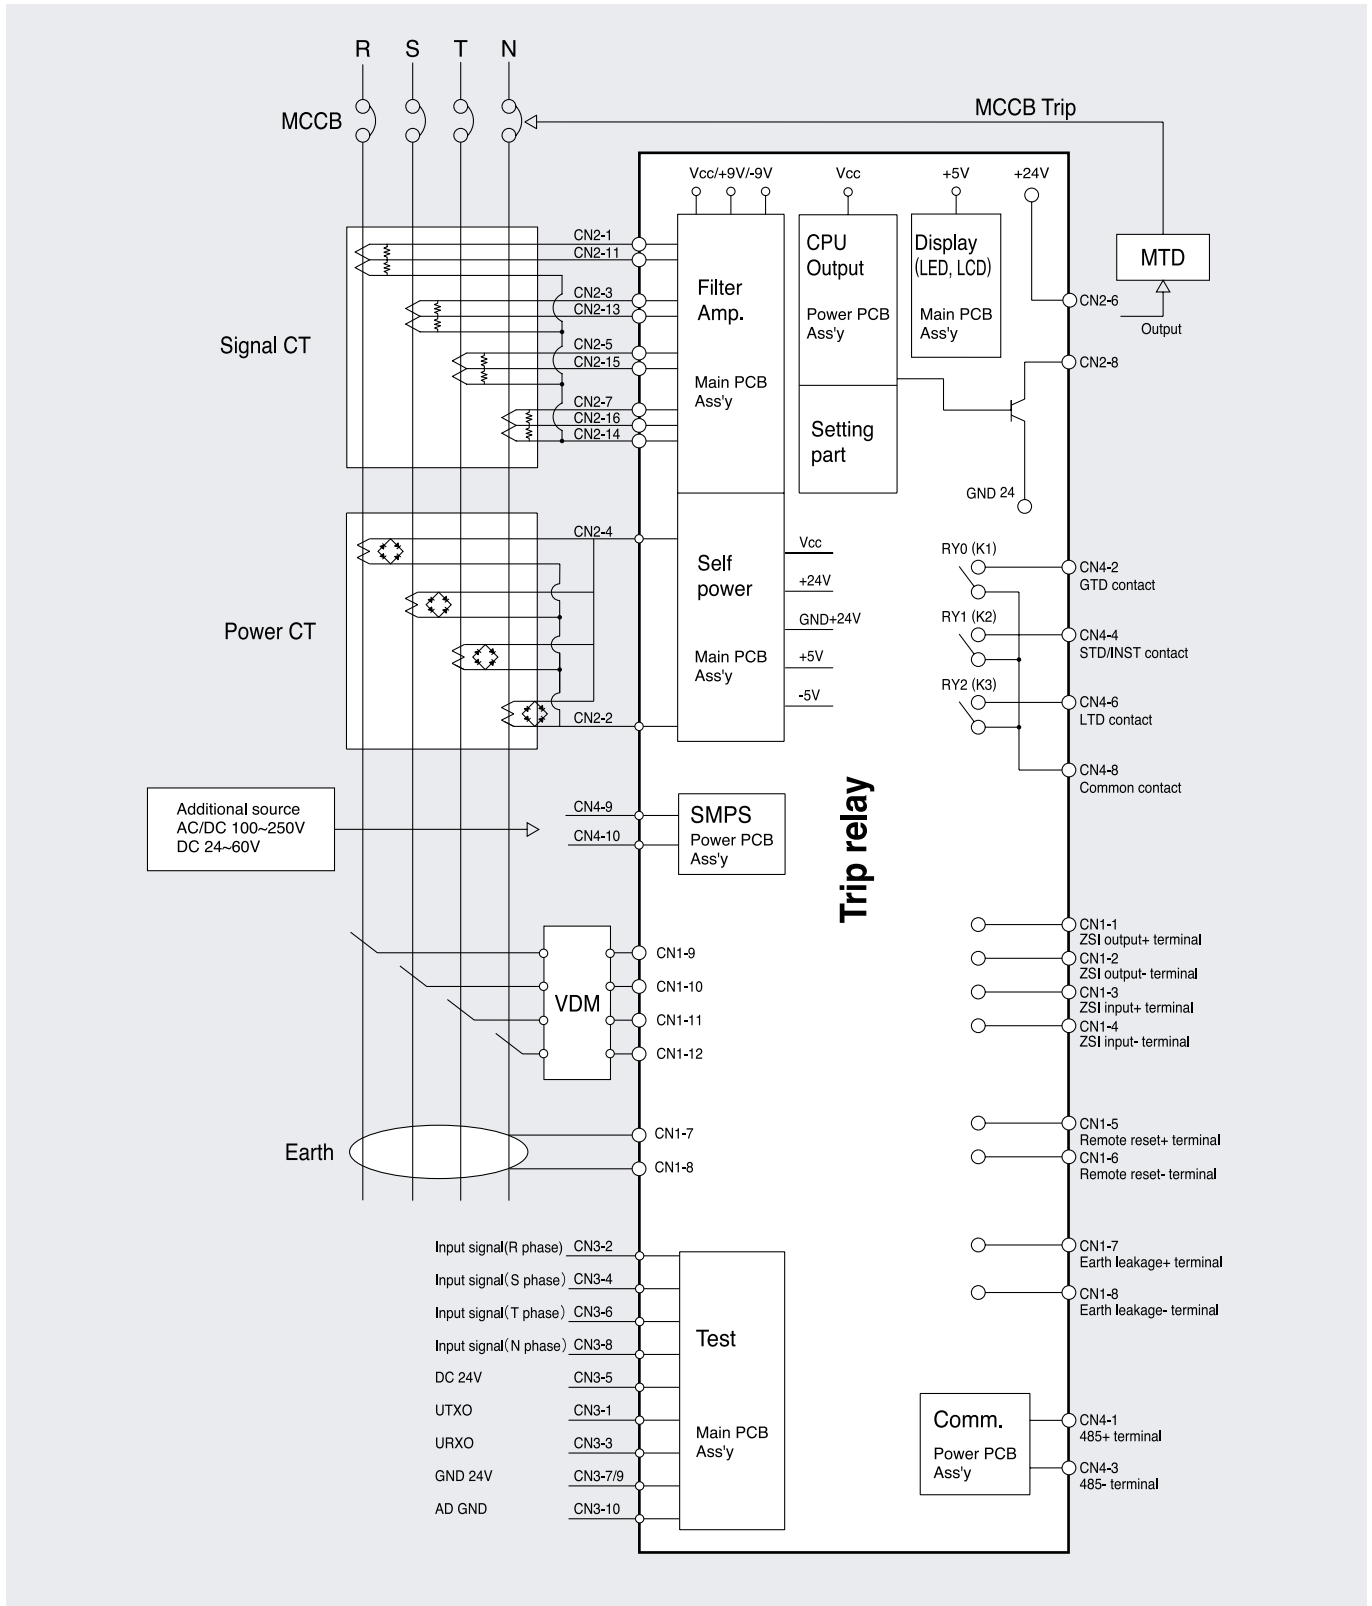 R S T N
MCCB
MCCB Trip
Vcc/+9V/-9V
Vcc
+5V
+24V
CN2-1
CN2-11
CN2-3
CN2-13
CN2-5
CN2-15
CN2-7
CN2-16
CN2-14
Signal CT
Filter
Amp.
Main PCB
Ass'y
CPU
Output
Power PCB
Ass'y
Setting
part
Display
(LED, LCD)
Main PCB
Ass'y
MTD
Output
CN2-6
CN2-8
GND 24
CN2-4
CN2-2
Power CT
Self
power
Main PCB
Ass'y
Vcc
+24V
GND+24V
+5V
-5V
RY0 (K1)
CN4-2
GTD contact
RY1 (K2)
CN4-4
STD/INST contact
RY2 (K3)
CN4-6
LTD contact
CN4-8
Common contact
Additional source
AC/DC 100~250V
DC 24~60V
CN4-9
CN4-10
SMPS
Power PCB
Ass'y
Trip relay
VDM
CN1-9
CN1-10
CN1-11
CN1-12
CN1-1
ZSI output+ terminal
CN1-2
ZSI output- terminal
CN1-3
ZSI input+ terminal
CN1-4
ZSI input- terminal
Earth
CN1-7
CN1-8
CN1-5
Remote reset+ terminal
CN1-6
Remote reset- terminal
CN1-7
Earth leakage+ terminal
CN1-8
Earth leakage- terminal
Input signal(R phase) CN3-2
Input signal(S phase) CN3-4
Input signal(T phase) CN3-6
Input signal(N phase) CN3-8
DC 24V CN3-5
UTXO CN3-1
URXO CN3-3
GND 24V CN3-7/9
AD GND CN3-10
Test
Main PCB
Ass'y
Comm.
Power PCB
Ass'y
CN4-1
485+ terminal
CN4-3
485- terminal